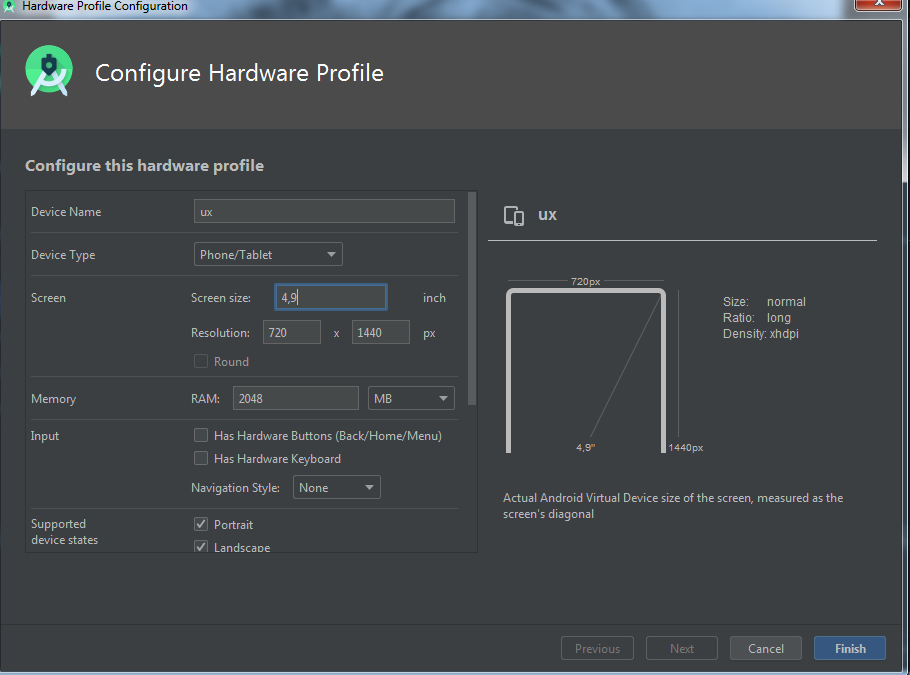 Hardware Profile Configuration
x
Configure Hardware Profile
Configure this hardware profile
Device Name
ux
Device Type
Phone/Tablet
Screen
Screen size:
4,9
inch
Resolution:
720
x
1440
px
Round
Memory
RAM:
2048
MB
Input
Has Hardware Buttons (Back/Home/Menu)
Has Hardware Keyboard
Navigation Style:
None
Supported
device states
Portrait
Landscape
ux
720px
4,9"
1440px
Size: normal
Ratio: long
Density: xhdpi
Actual Android Virtual Device size of the screen, measured as the
screen's diagonal
Previous
Next
Cancel
Finish